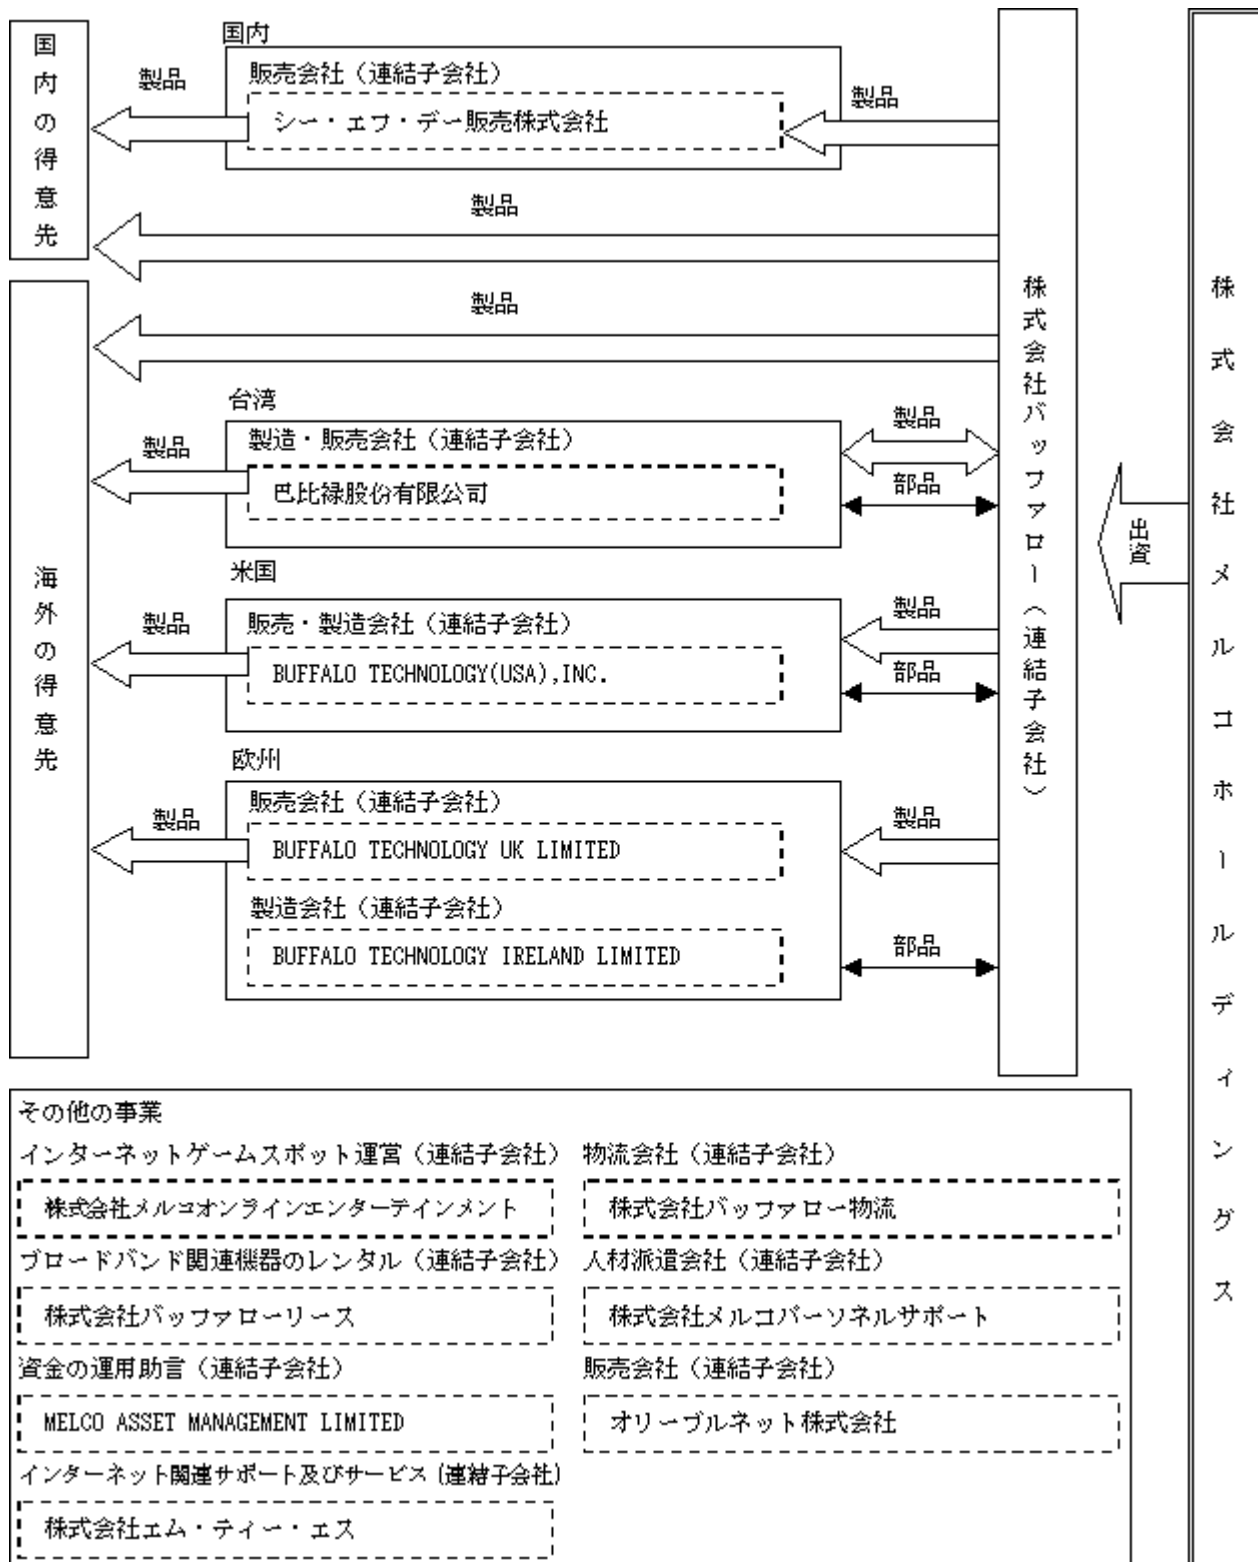 国内の得意先
国内
販売会社（連結子会社）
シー・エフ・デー販売株式会社
製品
製品
製品
海外の得意先
製品
台湾
製造・販売会社（連結子会社）
巴比禄股份有限公司
製品
製品
部品
米国
販売・製造会社（連結子会社）
BUFFALO TECHNOLOGY(USA),INC.
製品
製品
部品
欧州
販売会社（連結子会社）
BUFFALO TECHNOLOGY UK LIMITED
製品
製品
製造会社（連結子会社）
BUFFALO TECHNOLOGY IRELAND LIMITED
部品
株式会社バッファロー（連結子会社）
出資
株式会社メルコホールディングス
その他の事業
インターネットゲームスポット運営（連結子会社）
株式会社メルコオンラインエンターテインメント
ブロードバンド関連機器のレンタル（連結子会社）
株式会社バッファローリース
資金の運用助言（連結子会社）
MELCO ASSET MANAGEMENT LIMITED
インターネット関連サポート及びサービス（連結子会社）
株式会社エム・ティー・エス
物流会社（連結子会社）
株式会社バッファロー物流
人材派遣会社（連結子会社）
株式会社メルコパーソネルサポート
販売会社（連結子会社）
オリーブルネット株式会社